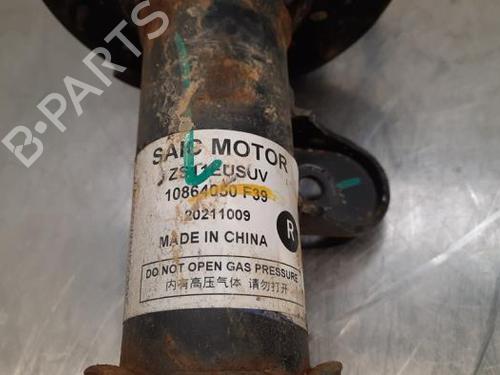 B-PARTS
SAIC MOTOR
ZS11EUSUV
10864050 F39
20211009
R
MADE IN CHINA
DO NOT OPEN GAS PRESSURE
内有高压气体 请勿打开